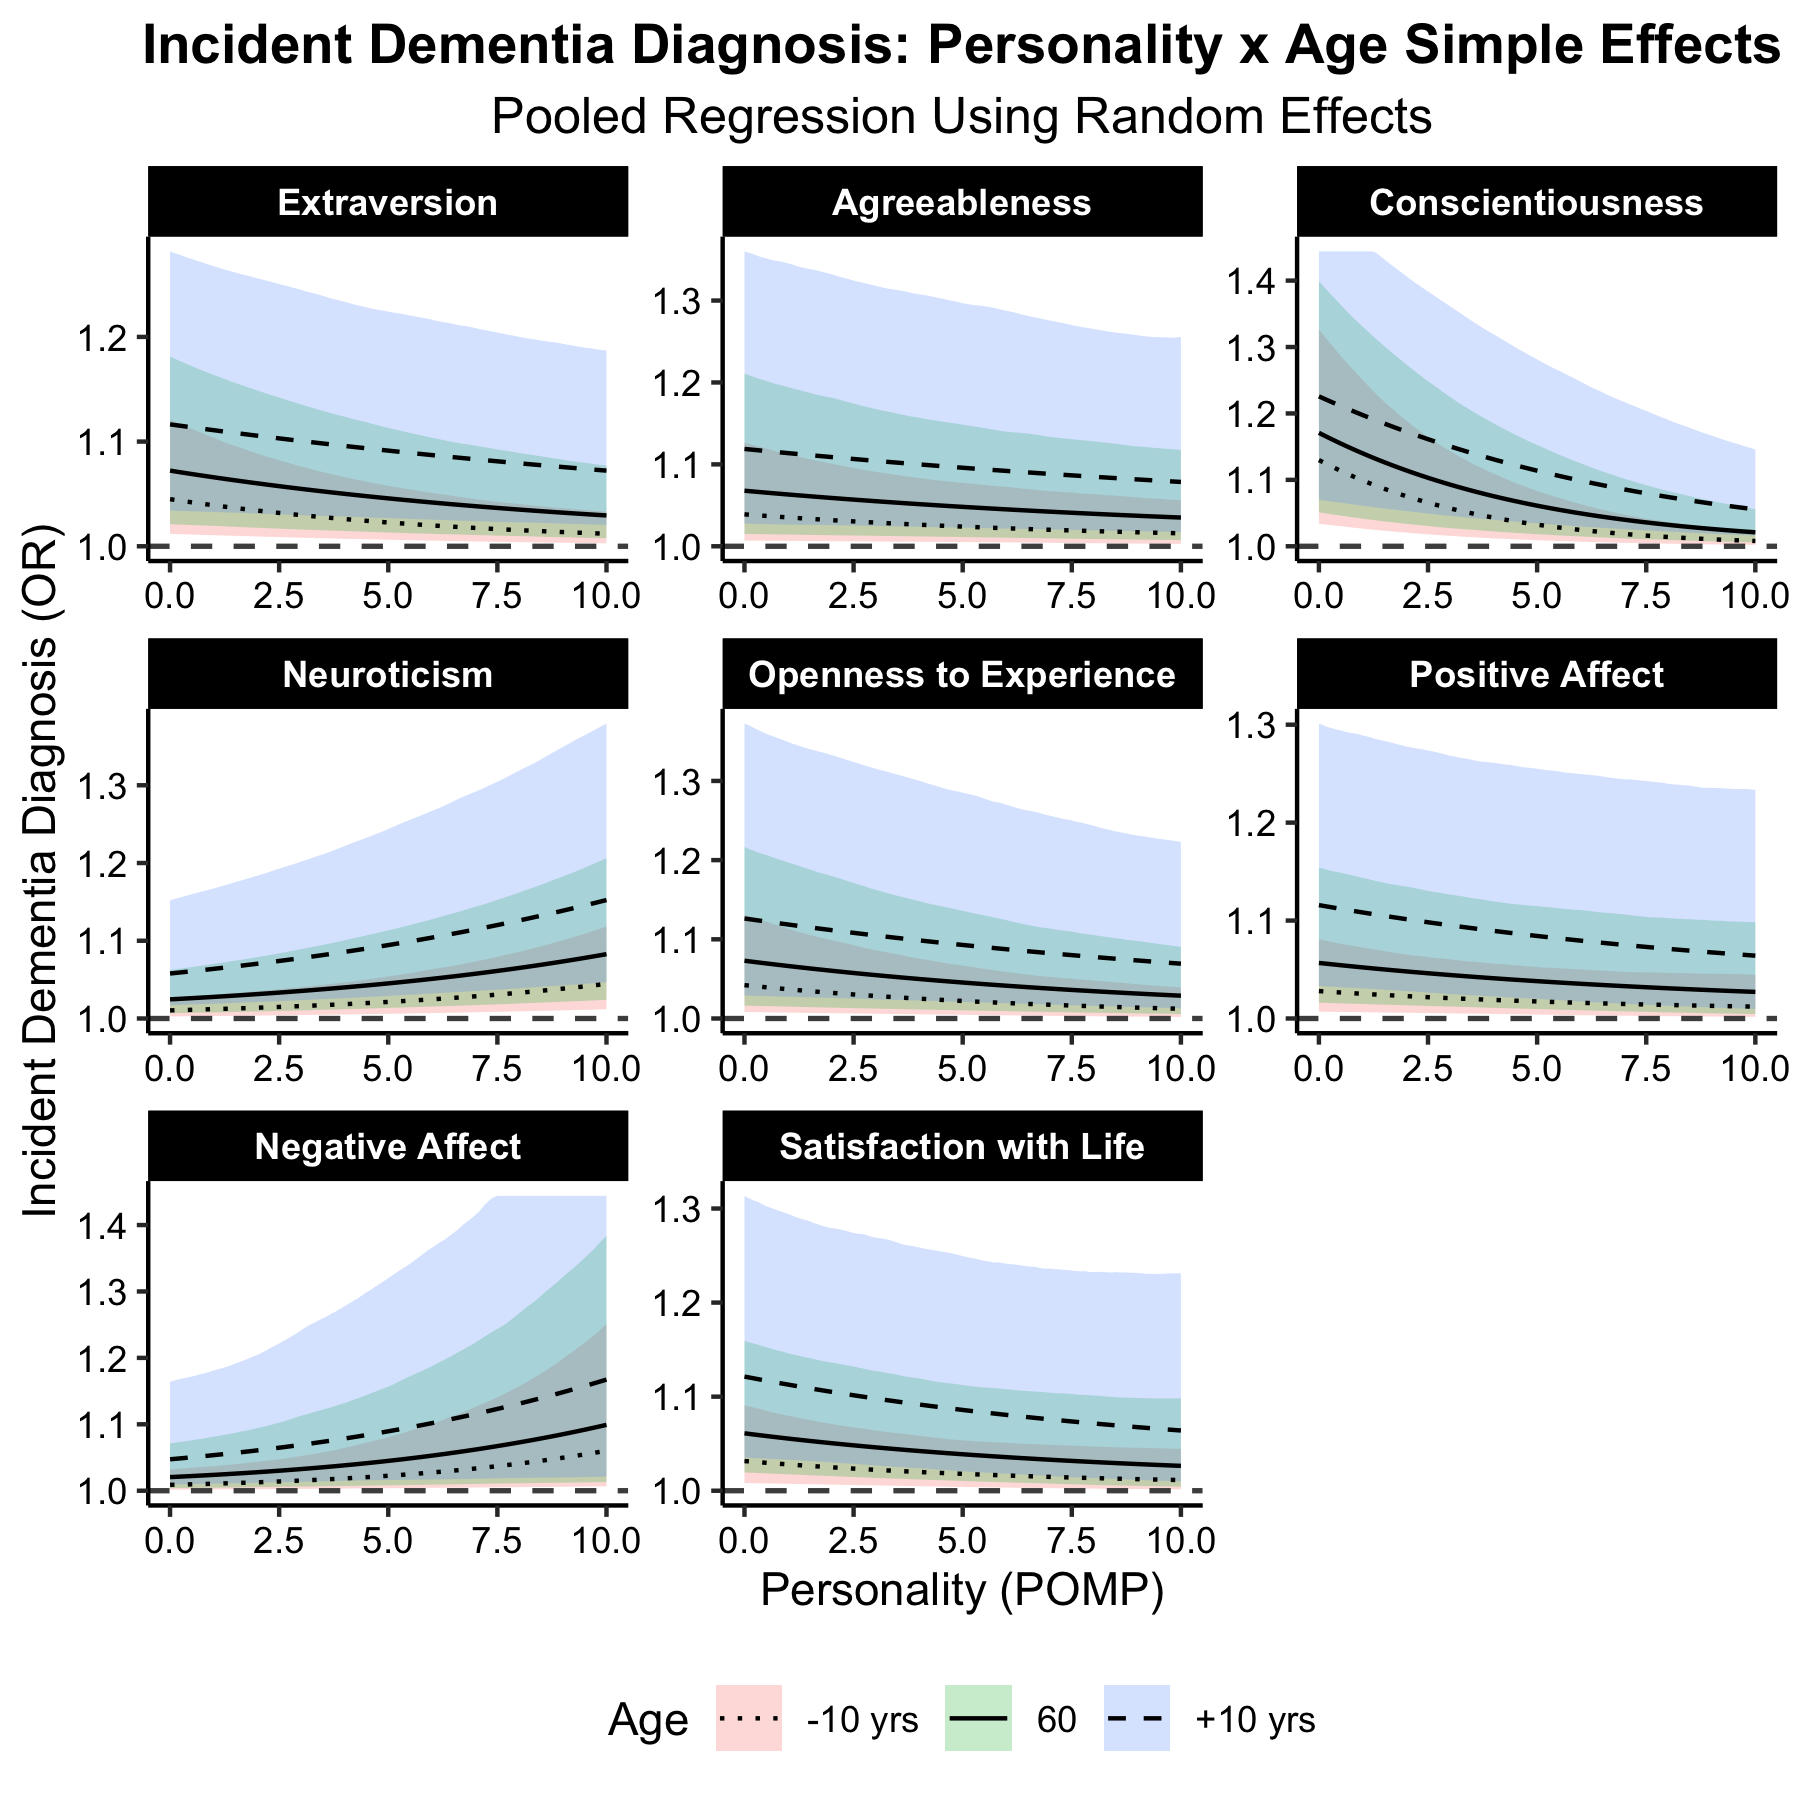 Incident Dementia Diagnosis: Personality x Age Simple Effects
Pooled Regression Using Random Effects
Extraversion
Agreeableness
Conscientiousness
1.2
1.1
1.0
0.0 2.5 5.0 7.5 10.0
1.3
1.2
1.1
1.0
0.0 2.5 5.0 7.5 10.0
1.4
1.3
1.2
1.1
1.0
0.0 2.5 5.0 7.5 10.0
Incident Dementia Diagnosis (OR)
Neuroticism
Openness to Experience
Positive Affect
1.3
1.2
1.1
1.0
0.0 2.5 5.0 7.5 10.0
1.3
1.2
1.1
1.0
0.0 2.5 5.0 7.5 10.0
1.3
1.2
1.1
1.0
0.0 2.5 5.0 7.5 10.0
Negative Affect
Satisfaction with Life
1.4
1.3
1.2
1.1
1.0
0.0 2.5 5.0 7.5 10.0
1.3
1.2
1.1
1.0
0.0 2.5 5.0 7.5 10.0
Personality (POMP)
Age -10 yrs 60 +10 yrs